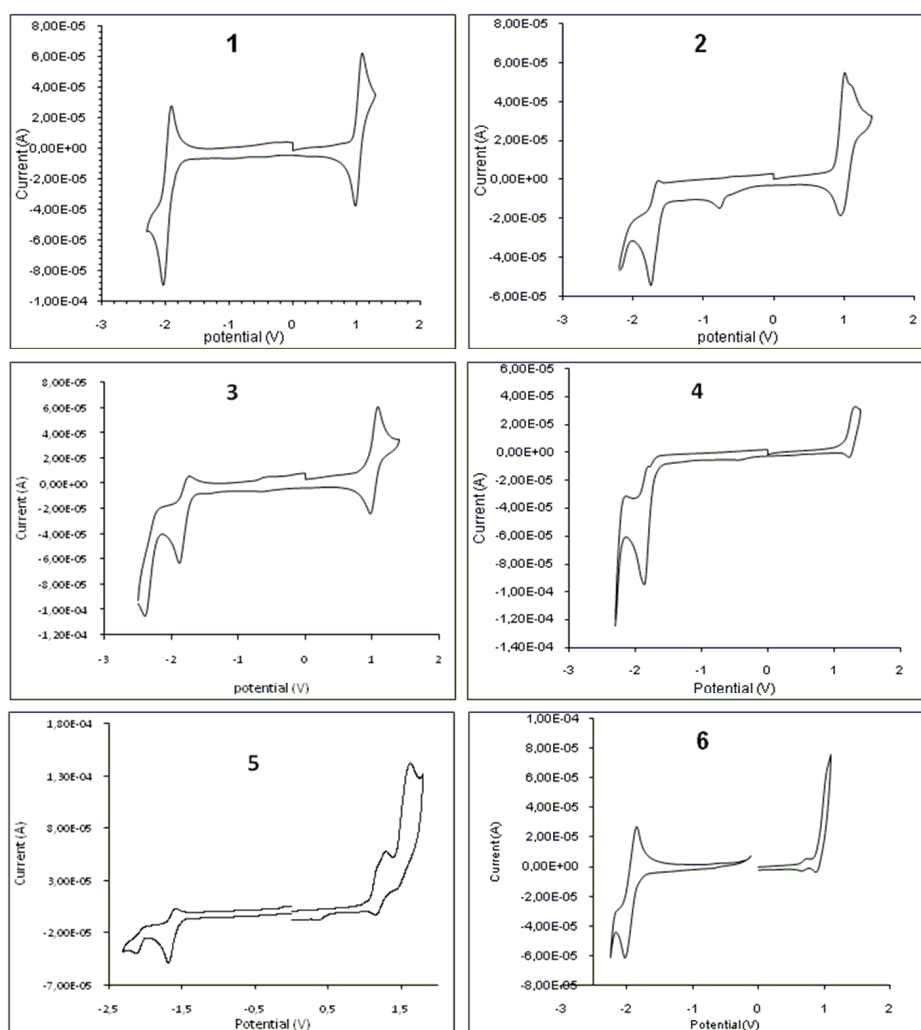 1
8,00E-05
6,00E-05
4,00E-05
2,00E-05
0,00E+00
-2,00E-05
-4,00E-05
-6,00E-05
-8,00E-05
-1,00E-04
Current (A)
-3 -2 -1 0 1 2
potential (V)
2
8,00E-05
6,00E-05
4,00E-05
2,00E-05
0,00E+00
-2,00E-05
-4,00E-05
-6,00E-05
Current (A)
-3 -2 -1 0 1 2
potential (V)
3
8,00E-05
6,00E-05
4,00E-05
2,00E-05
0,00E+00
-2,00E-05
-4,00E-05
-6,00E-05
-8,00E-05
-1,00E-04
-1,20E-04
Current (A)
-3 -2 -1 0 1 2
potential (V)
4
6,00E-05
4,00E-05
2,00E-05
0,00E+00
-2,00E-05
-4,00E-05
-6,00E-05
-8,00E-05
-1,00E-04
-1,20E-04
-1,40E-04
Current (A)
-3 -2 -1 0 1 2
Potential (V)
5
1,80E-04
1,30E-04
8,00E-05
3,00E-05
-2,00E-05
-7,00E-05
Current (A)
-2,5 -1,5 -0,5 0,5 1,5
Potential (V)
6
1,00E-04
8,00E-05
6,00E-05
4,00E-05
2,00E-05
0,00E+00
-2,00E-05
-4,00E-05
-6,00E-05
-8,00E-05
Current (A)
-3 -2 -1 0 1 2
Potential(V)